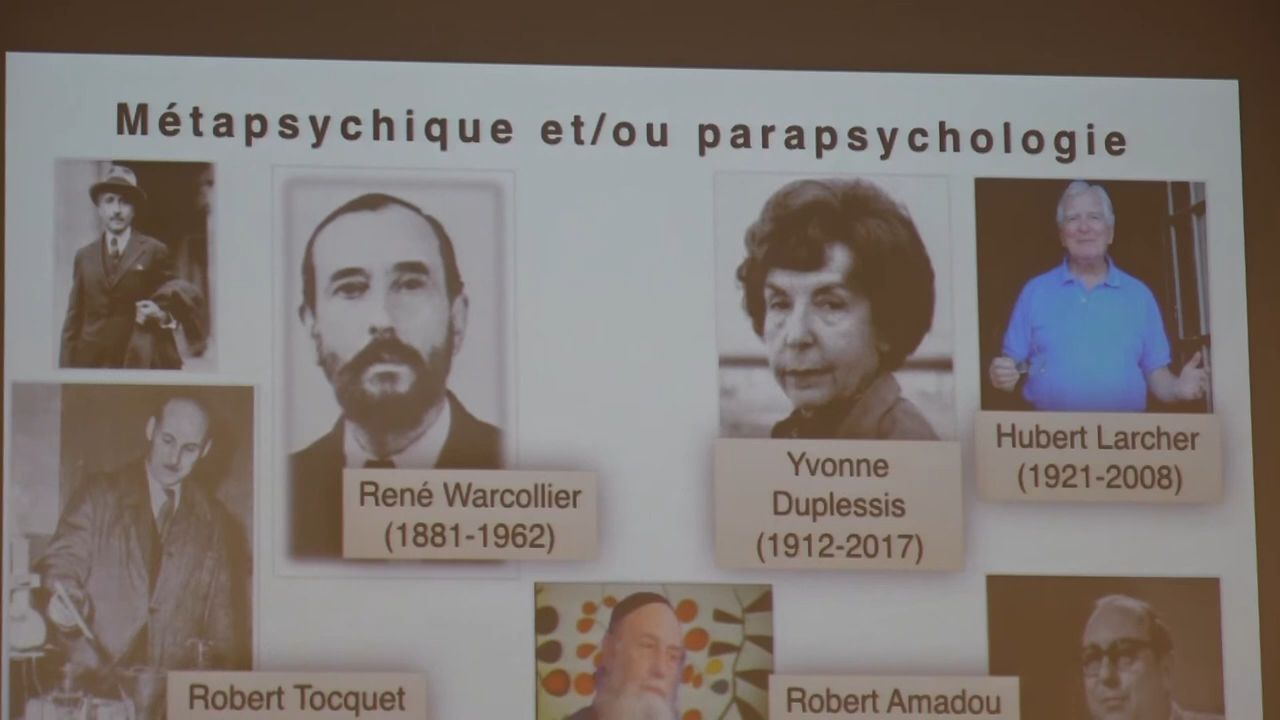 Métapsychique et/ou parapsychologie
René Warcollier
(1881-1962)
Yvonne
Duplessis
(1912-2017)
Hubert Larcher
(1921-2008)
Robert Tocquet
Robert Amadou